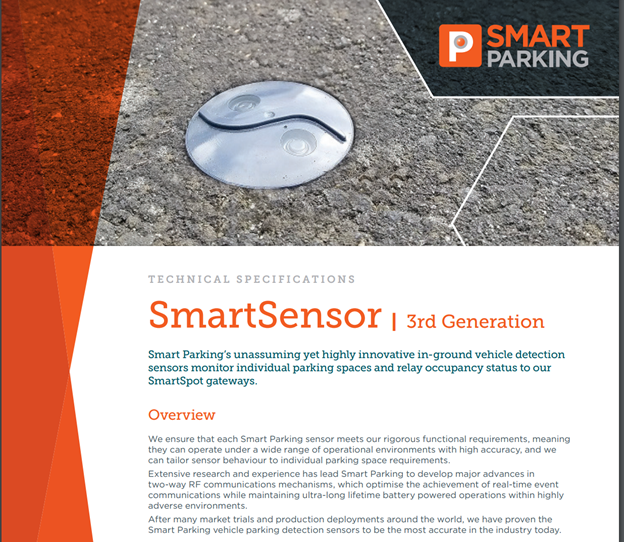 P SMART
PARKING
TECHNICAL SPECIFICATIONS
SmartSensor | 3rd Generation
Smart Parking's unassuming yet highly innovative in-ground vehicle detection
sensors monitor individual parking spaces and relay occupancy status to our
SmartSpot gateways.
Overview
We ensure that each Smart Parking sensor meets our rigorous functional requirements, meaning
they can operate under a wide range of operational environments with high accuracy, and we
can tailor sensor behaviour to individual parking space requirements.
Extensive research and experience has lead Smart Parking to develop major advances in
two-way RF communications mechanisms, which optimise the achievement of real-time event
communications while maintaining ultra-long lifetime battery powered operations within highly
adverse environments.
After many market trials and production deployments around the world, we have proven the
Smart Parking vehicle parking detection sensors to be the most accurate in the industry today.